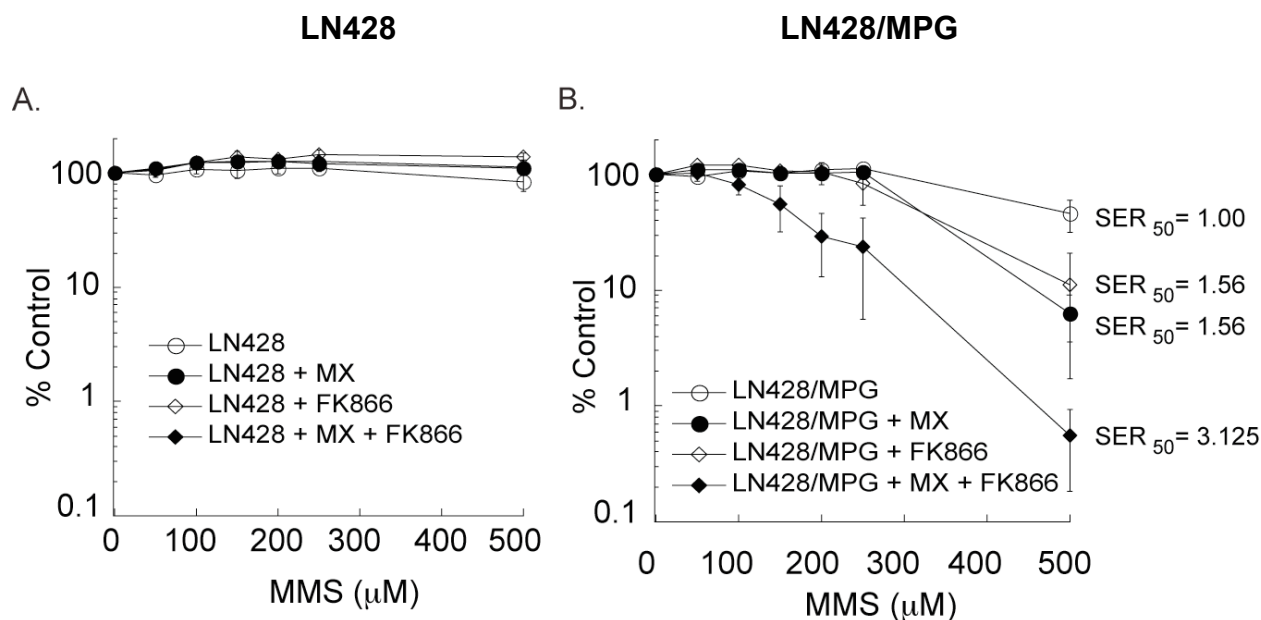 LN428
LN428/MPG
A.
B.
100
10
1
0.1
% Control
LN428
LN428 + MX
LN428 + FK866
LN428 + MX + FK866
0 100 200 300 400 500
MMS (μM)
100
10
1
0.1
% Control
SER 50= 1.00
SER 50= 1.56
SER 50= 1.56
SER 50= 3.125
LN428/MPG
LN428/MPG + MX
LN428/MPG + FK866
LN428/MPG + MX + FK866
0 100 200 300 400 500
MMS (μM)